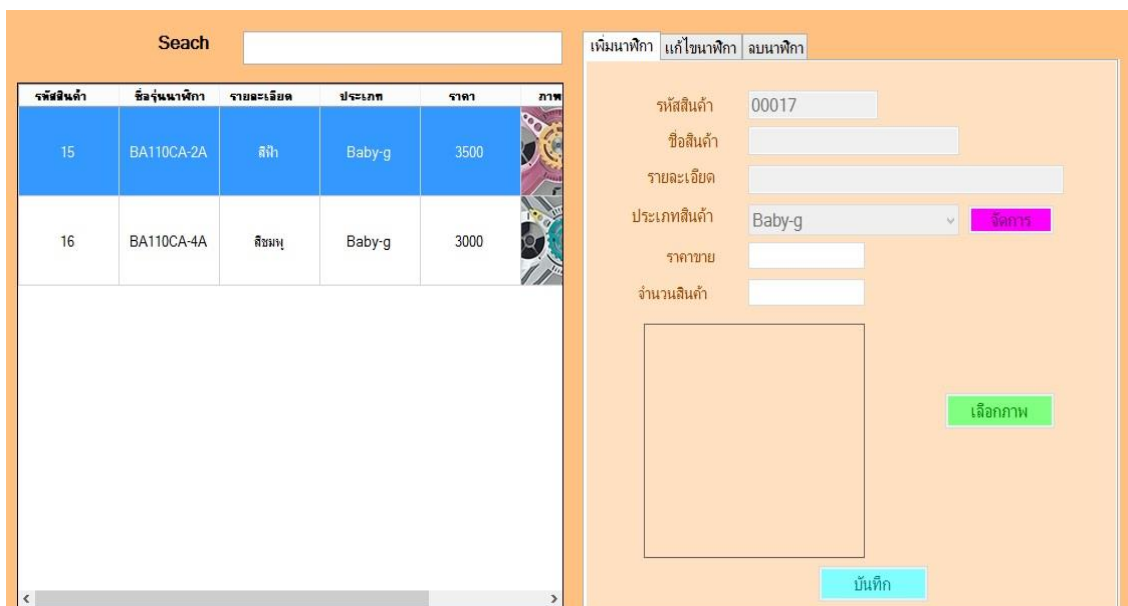 Seach
รหัสสินค้า ชื่อรุ่นนาฬิกา รายละเอียด ประเภท ราคา ภาพ
15 BA110CA-2A สีฟ้า Baby-g 3500
16 BA110CA-4A สีชมพุ Baby-g 3000
เพิ่มนาฬิกา แก้ไขนาฬิกา ลบนาฬิกา
รหัสสินค้า 00017
ชื่อสินค้า
รายละเอียด
ประเภทสินค้า Baby-g จัดการ
ราคาขาย
จำนวนสินค้า
เลือกภาพ
บันทึก